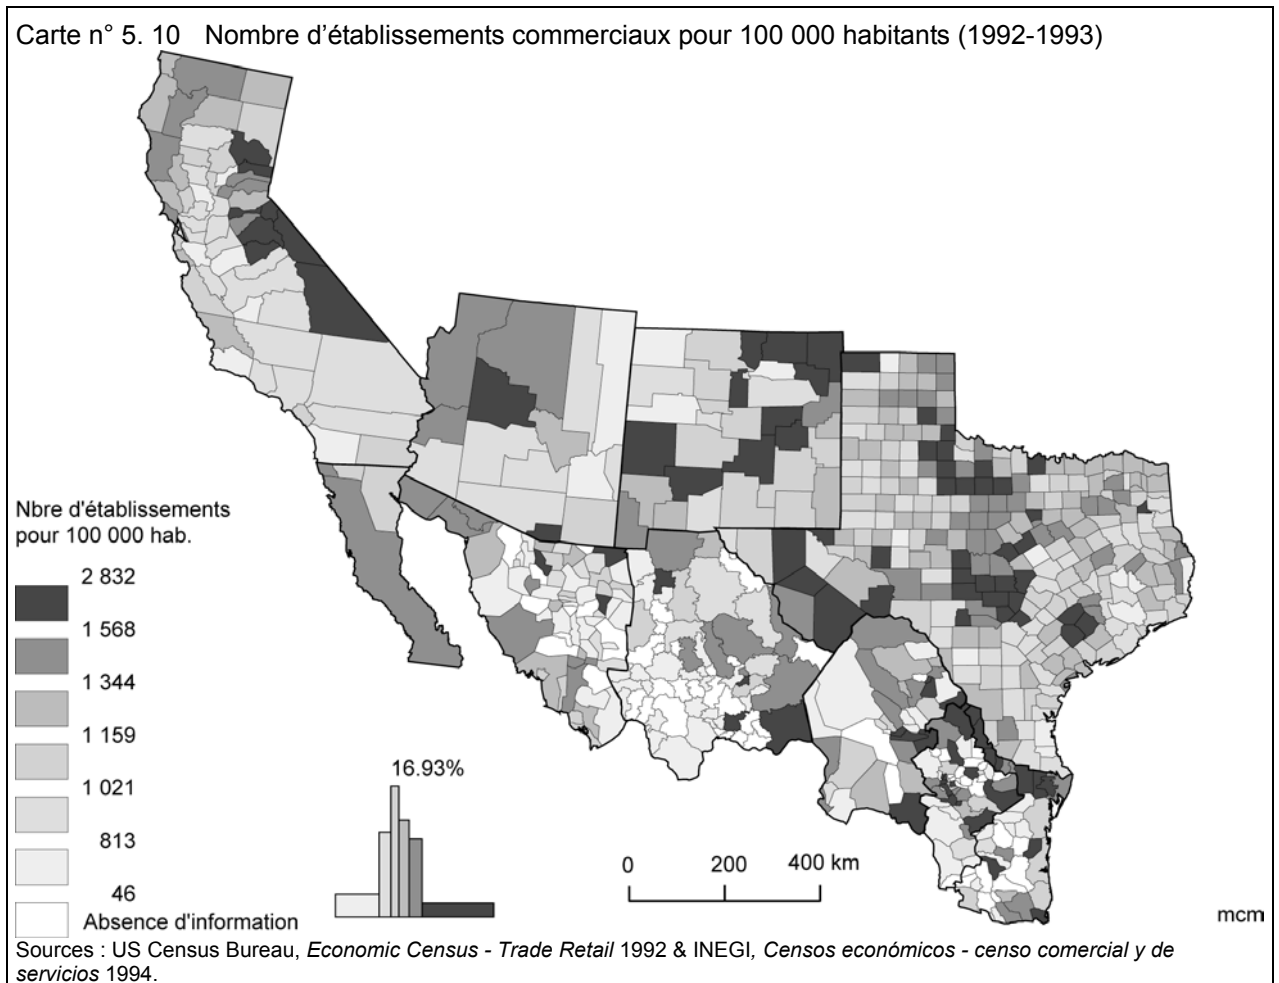 Carte n° 5. 10 Nombre d'établissements commerciaux pour 100 000 habitants (1992-1993)
Nbre d'établissements
pour 100 000 hab.
2 832
1 568
1 344
1 159
1 021
813
46
Absence d'information
16.93%
0 200 400 km
mcm
Sources : US Census Bureau, Economic Census - Trade Retail 1992 & INEGI, Censos económicos - censo comercial y de
servicios 1994.